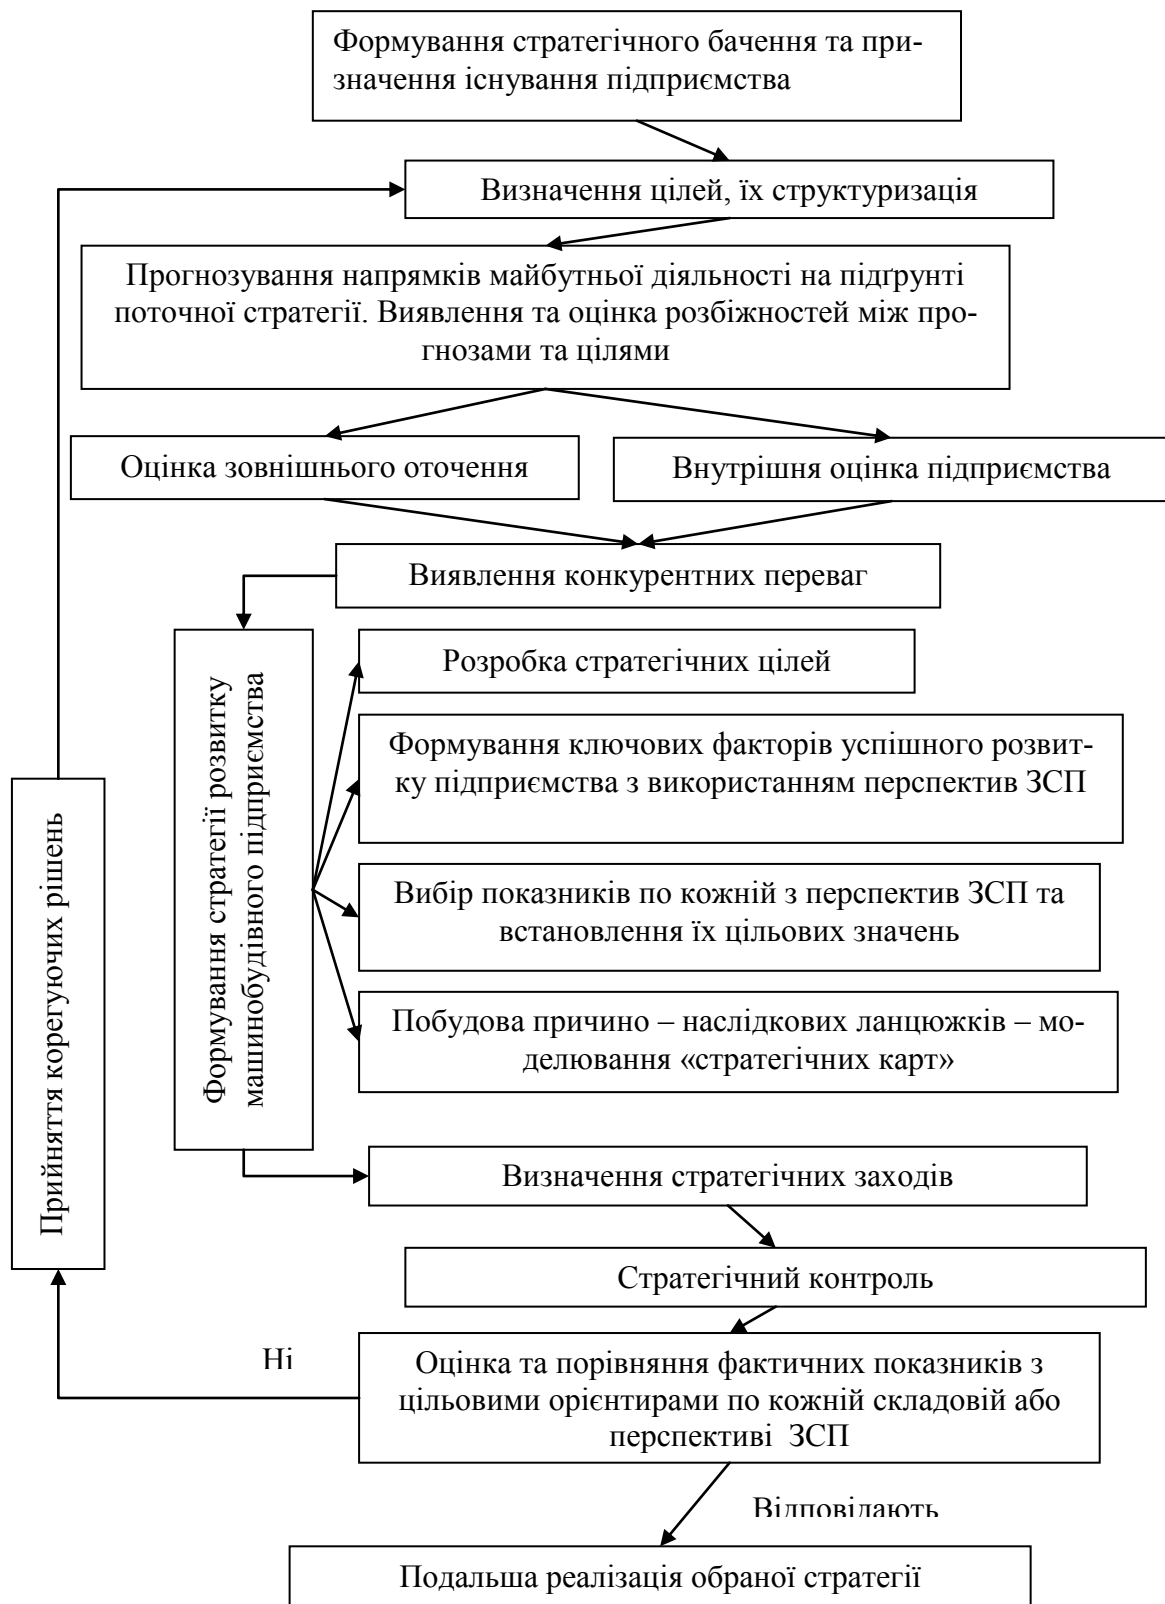 Формування стратегічного бачення та при-
значення існування підприємства
Визначення цілей, їх структуризація
Прогнозування напрямків майбутньої діяльності на підґрунті
поточної стратегії. Виявлення та оцінка розбіжностей між про-
гнозами та цілями
Оцінка зовнішнього оточення
Внутрішня оцінка підприємства
Виявлення конкурентних переваг
Формування стратегії розвитку
машинобудівного підприємства
Розробка стратегічних цілей
Формування ключових факторів успішного розвит-
ку підприємства з використанням перспектив ЗСП
Вибір показників по кожній з перспектив ЗСП та
встановлення їх цільових значень
Побудова причино – наслідкових ланцюжків – мо-
делювання «стратегічних карт»
Прийняття корегуючих рішень
Визначення стратегічних заходів
Стратегічний контроль
Ні
Оцінка та порівняння фактичних показників з
цільовими орієнтирами по кожній складовій або
перспективі ЗСП
Відповідають
Подальша реалізація обраної стратегії